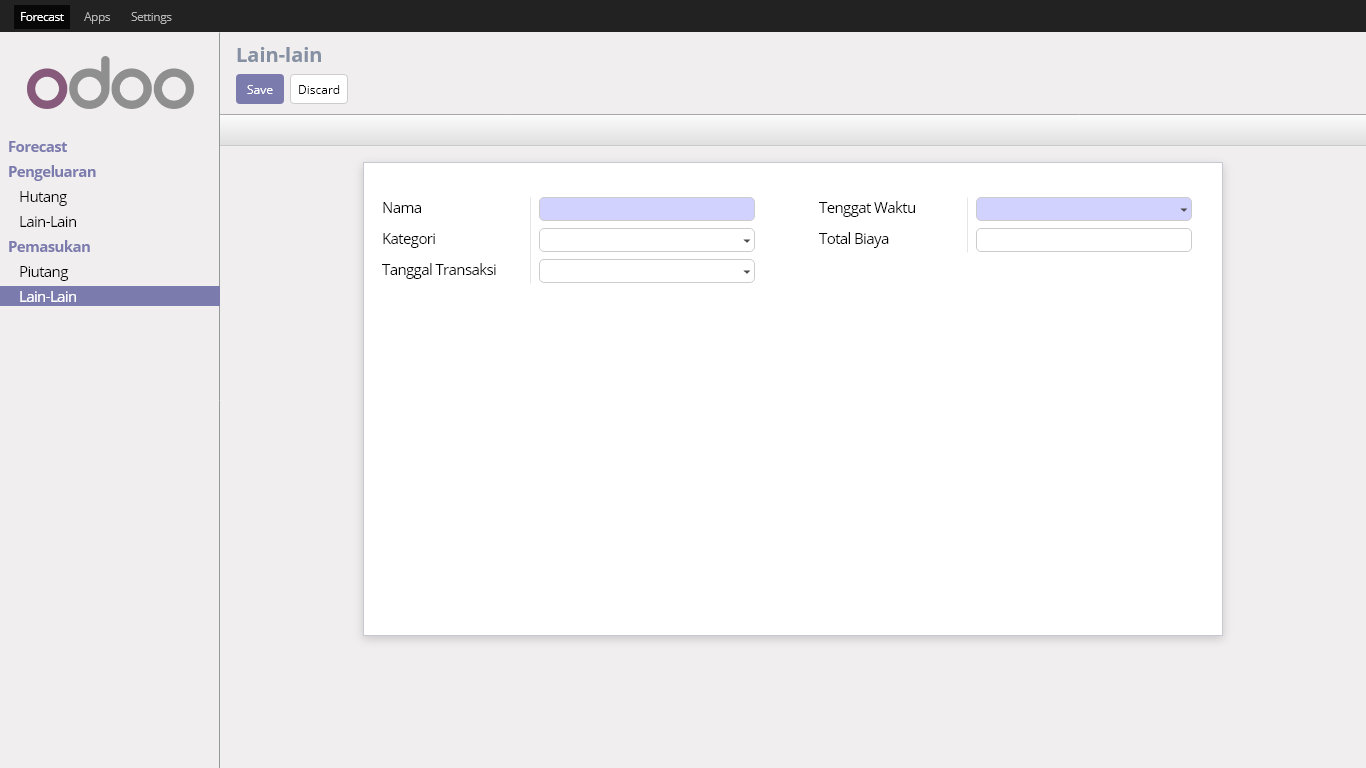 Forecast Apps Settings
odoo
Forecast
Pengeluaran
Hutang
Lain-Lain
Pemasukan
Piutang
Lain-Lain
Lain-lain
Save Discard
Nama
Kategori
Tanggal Transaksi
Tenggat Waktu
Total Biaya